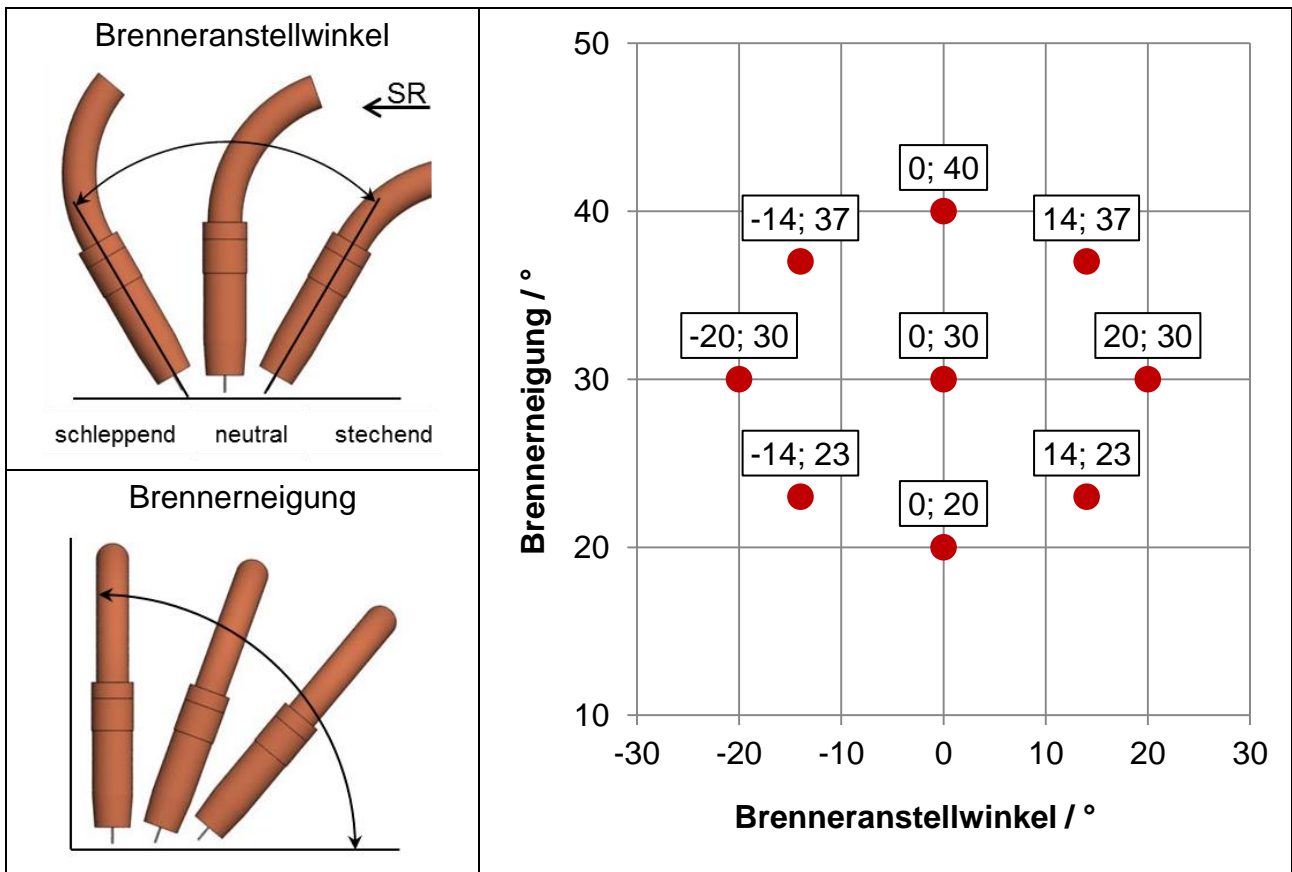 Brenneranstellwinkel
SR
schleppend neutral stechend
Brennerneigung
50
40
30
20
10
-30 -20 -10 0 10 20 30
Brennerneigung / °
Brenneranstellwinkel / °
0; 40
-14; 37
14; 37
-20; 30
0; 30
20; 30
-14; 23
14; 23
0; 20